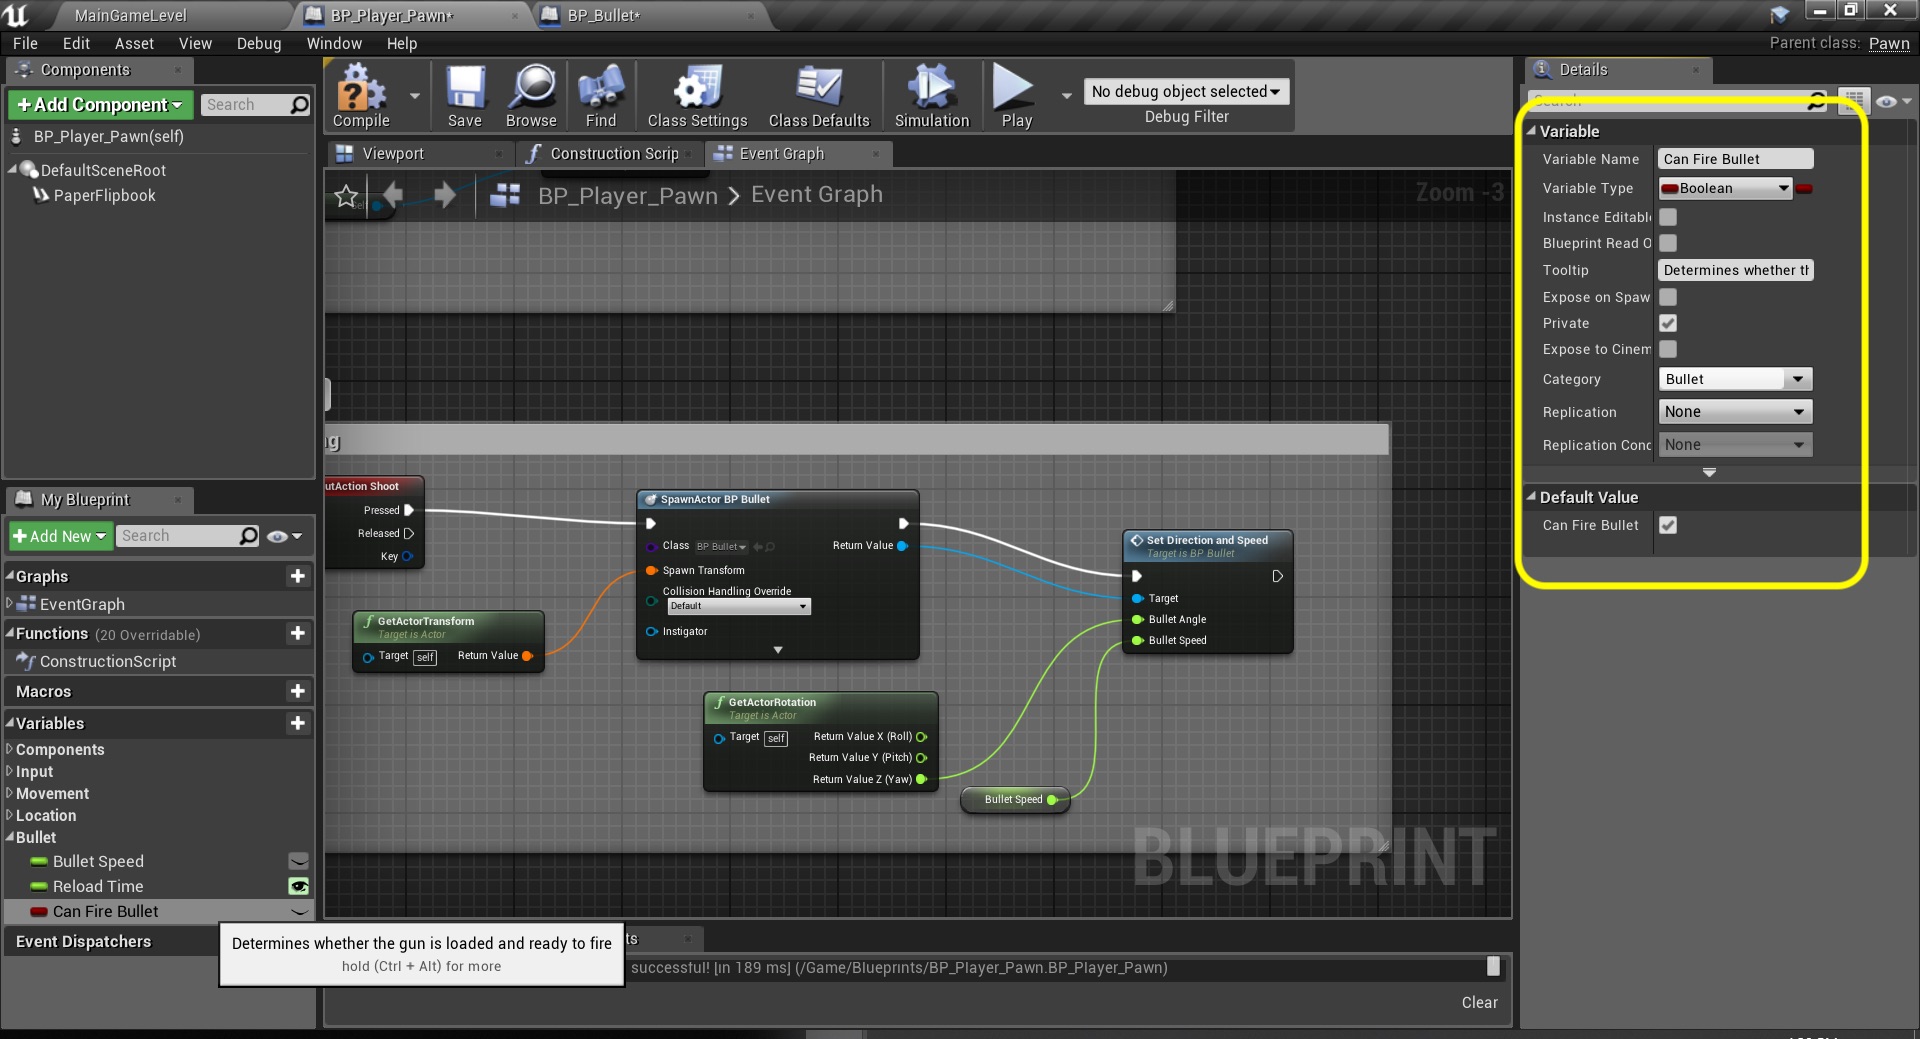 MainGameLevel
BP_Player_Pawn*
BP_Bullet*
File Edit Asset View Debug Window Help
Parent class: Pawn
Components
+Add Component
Search
BP_Player_Pawn(self)
DefaultSceneRoot
PaperFlipbook
Compile
Save
Browse
Find
Class Settings
Class Defaults
Simulation
Play
No debug object selected
Debug Filter
Viewport
Construction Scrip
Event Graph
BP_Player_Pawn > Event Graph
Zoom -3
ng
utAction Shoot
Pressed
Released
Key
GetActorTransform
Target is Actor
Target self
Return Value
SpawnActor BP Bullet
Class BP Bullet
Return Value
Spawn Transform
Collision Handling Override
Default
Instigator
Set Direction and Speed
Target is BP Bullet
Target
Bullet Angle
Bullet Speed
GetActorRotation
Target is Actor
Target self
Return Value X (Roll)
Return Value Y (Pitch)
Return Value Z (Yaw)
Bullet Speed
BLUEPRINT
My Blueprint
+Add New
Search
Graphs
EventGraph
Functions (20 Overridable)
ConstructionScript
Macros
Variables
Components
Input
Movement
Location
Bullet
Bullet Speed
Reload Time
Can Fire Bullet
Event Dispatchers
Determines whether the gun is loaded and ready to fire
hold (Ctrl + Alt) for more
ts
successful! [in 189 ms] (/Game/Blueprints/BP_Player_Pawn.BP_Player_Pawn)
Clear
Details
Search
Variable
Variable Name Can Fire Bullet
Variable Type Boolean
Instance Editabl
Blueprint Read O
Tooltip Determines whether th
Expose on Spaw
Private
Expose to Cinem
Category Bullet
Replication None
Replication Cond None
Default Value
Can Fire Bullet